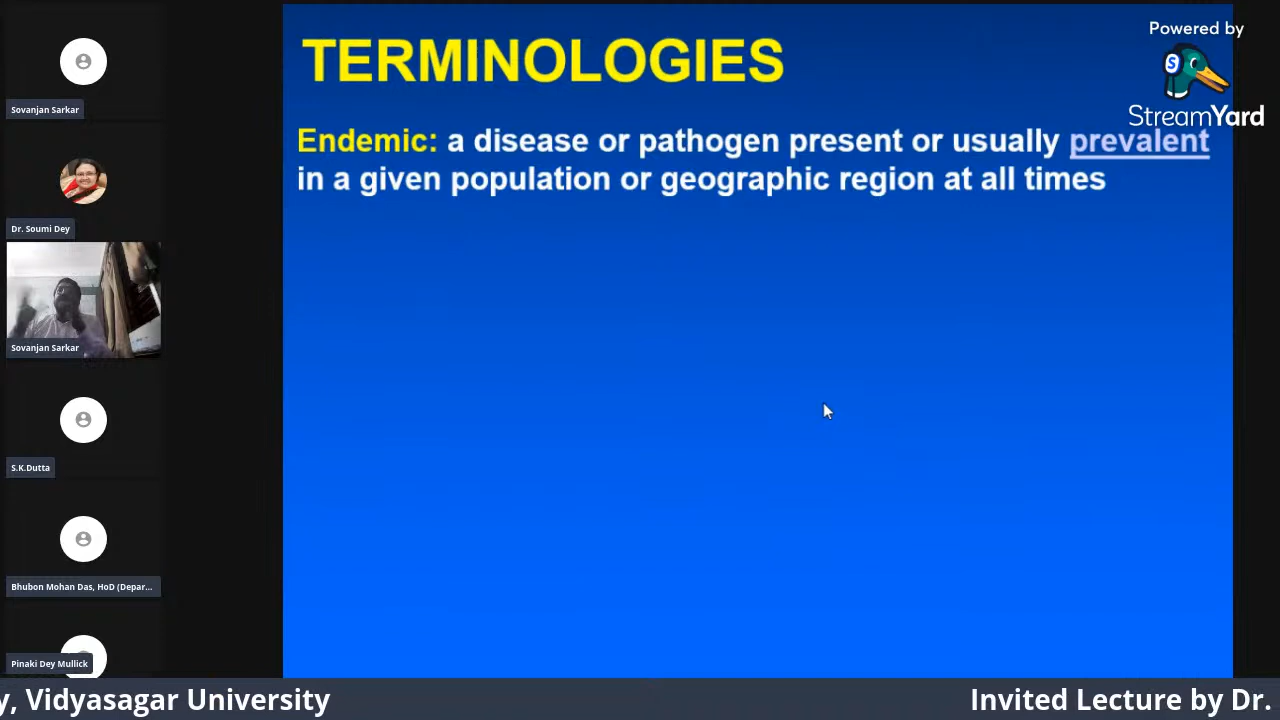 TERMINOLOGIES
Endemic: a disease or pathogen present or usually prevalent
in a given population or geographic region at all times
Powered by
S
StreamYard
Sovanjan Sarkar
Dr. Soumi Dey
Sovanjan Sarkar
S.K.Dutta
Bhubon Mohan Das, HoD (Depar...
Pinaki Dey Mullick
y, Vidyasagar University
Invited Lecture by Dr.